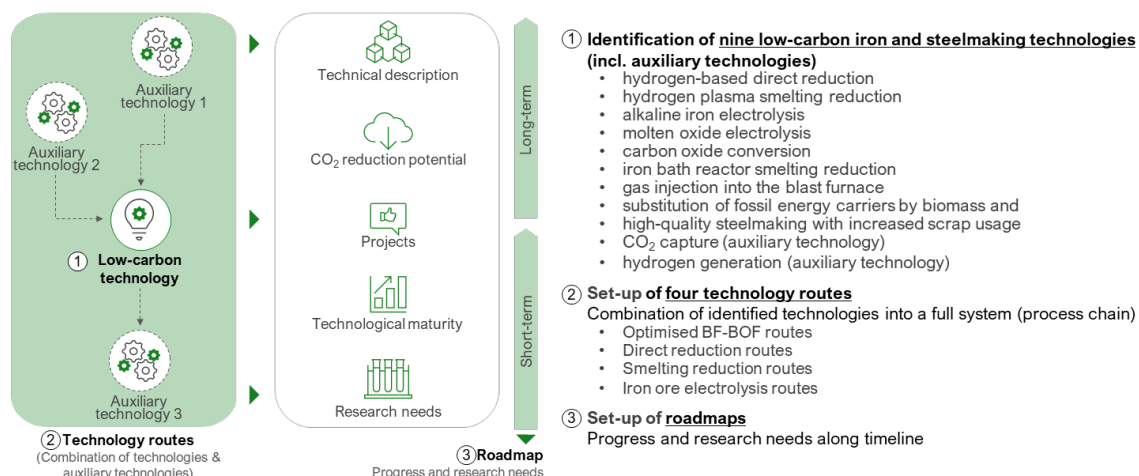 Auxiliary
technology 1
Auxiliary
technology 2
① Low-carbon
technology
Auxiliary
technology 3
② Technology routes
(Combination of technologies &
auxiliary technologies)
Technical description
CO₂ reduction potential
Projects
Technological maturity
Research needs
Long-term
Short-term
③ Roadmap
Progress and research needs
① Identification of nine low-carbon iron and steelmaking technologies
(incl. auxiliary technologies)
• hydrogen-based direct reduction
• hydrogen plasma smelting reduction
• alkaline iron electrolysis
• molten oxide electrolysis
• carbon oxide conversion
• iron bath reactor smelting reduction
• gas injection into the blast furnace
• substitution of fossil energy carriers by biomass and
• high-quality steelmaking with increased scrap usage
• CO₂ capture (auxiliary technology)
• hydrogen generation (auxiliary technology)
② Set-up of four technology routes
Combination of identified technologies into a full system (process chain)
• Optimised BF-BOF routes
• Direct reduction routes
• Smelting reduction routes
• Iron ore electrolysis routes
③ Set-up of roadmaps
Progress and research needs along timeline